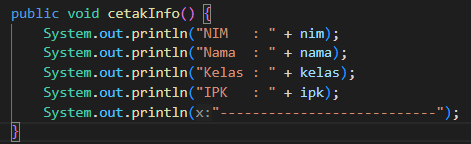 public void cetakInfo() {
    System.out.println("NIM   : " + nim);
    System.out.println("Nama  : " + nama);
    System.out.println("Kelas : " + kelas);
    System.out.println("IPK   : " + ipk);
    System.out.println(x:"---------------------------");
}